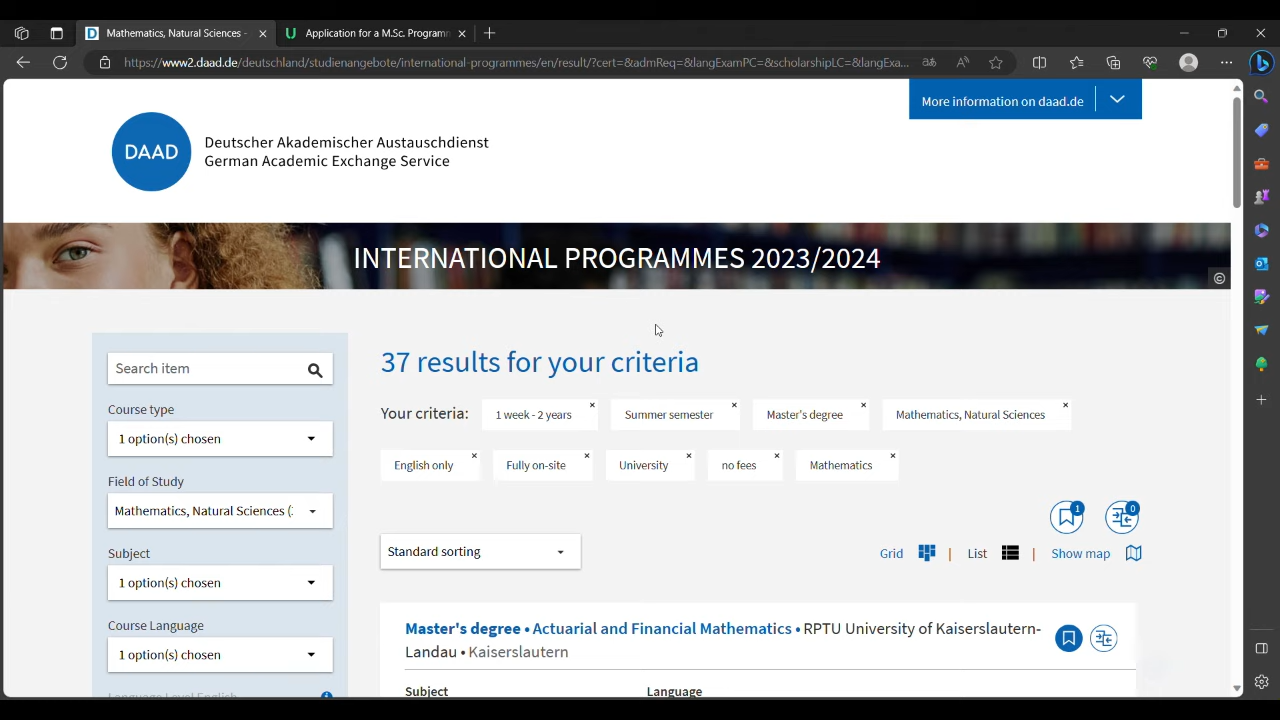 Mathematics, Natural Sciences -
Application for a M.Sc. Programm
https://www2.daad.de/deutschland/studienangebote/international-programmes/en/result/?cert=&admReq=&langExamPC=&scholarshipLC=&langExa...
More information on daad.de
DAAD
Deutscher Akademischer Austauschdienst
German Academic Exchange Service
INTERNATIONAL PROGRAMMES 2023/2024
©
Search item
Course type
1 option(s) chosen
Field of Study
Mathematics, Natural Sciences (
Subject
1 option(s) chosen
Course Language
1 option(s) chosen
Language Level English
37 results for your criteria
Your criteria:
1 week - 2 years
Summer semester
Master's degree
Mathematics, Natural Sciences
English only
Fully on-site
University
no fees
Mathematics
1
0
Standard sorting
Grid | List | Show map
Master's degree • Actuarial and Financial Mathematics • RPTU University of Kaiserslautern-
Landau • Kaiserslautern
Subject Language